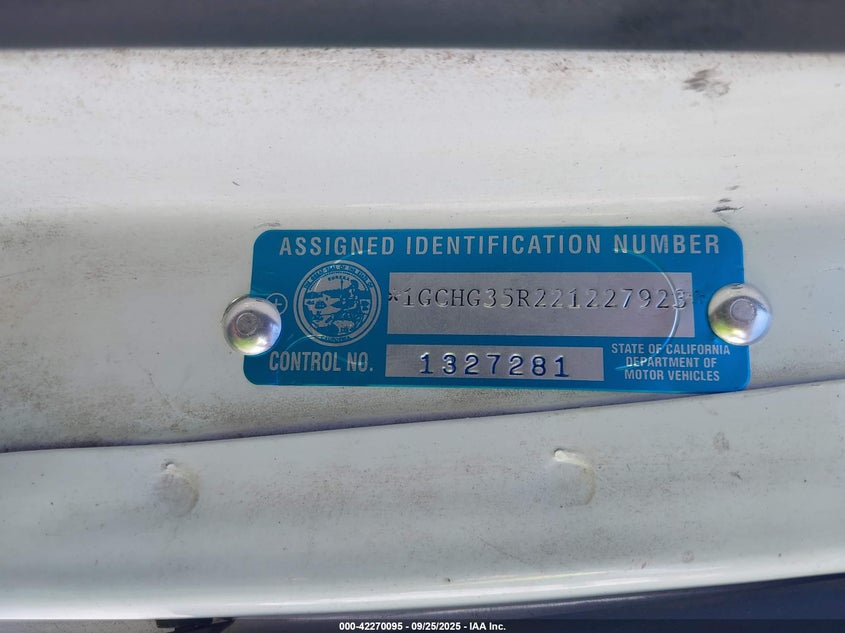 ASSIGNED IDENTIFICATION NUMBER
EUREKA
*1GCHG35R221227923*
CONTROL NO.
1327281
STATE OF CALIFORNIA
DEPARTMENT OF
MOTOR VEHICLES
000-42270095 - 09/25/2025 - IAA Inc.